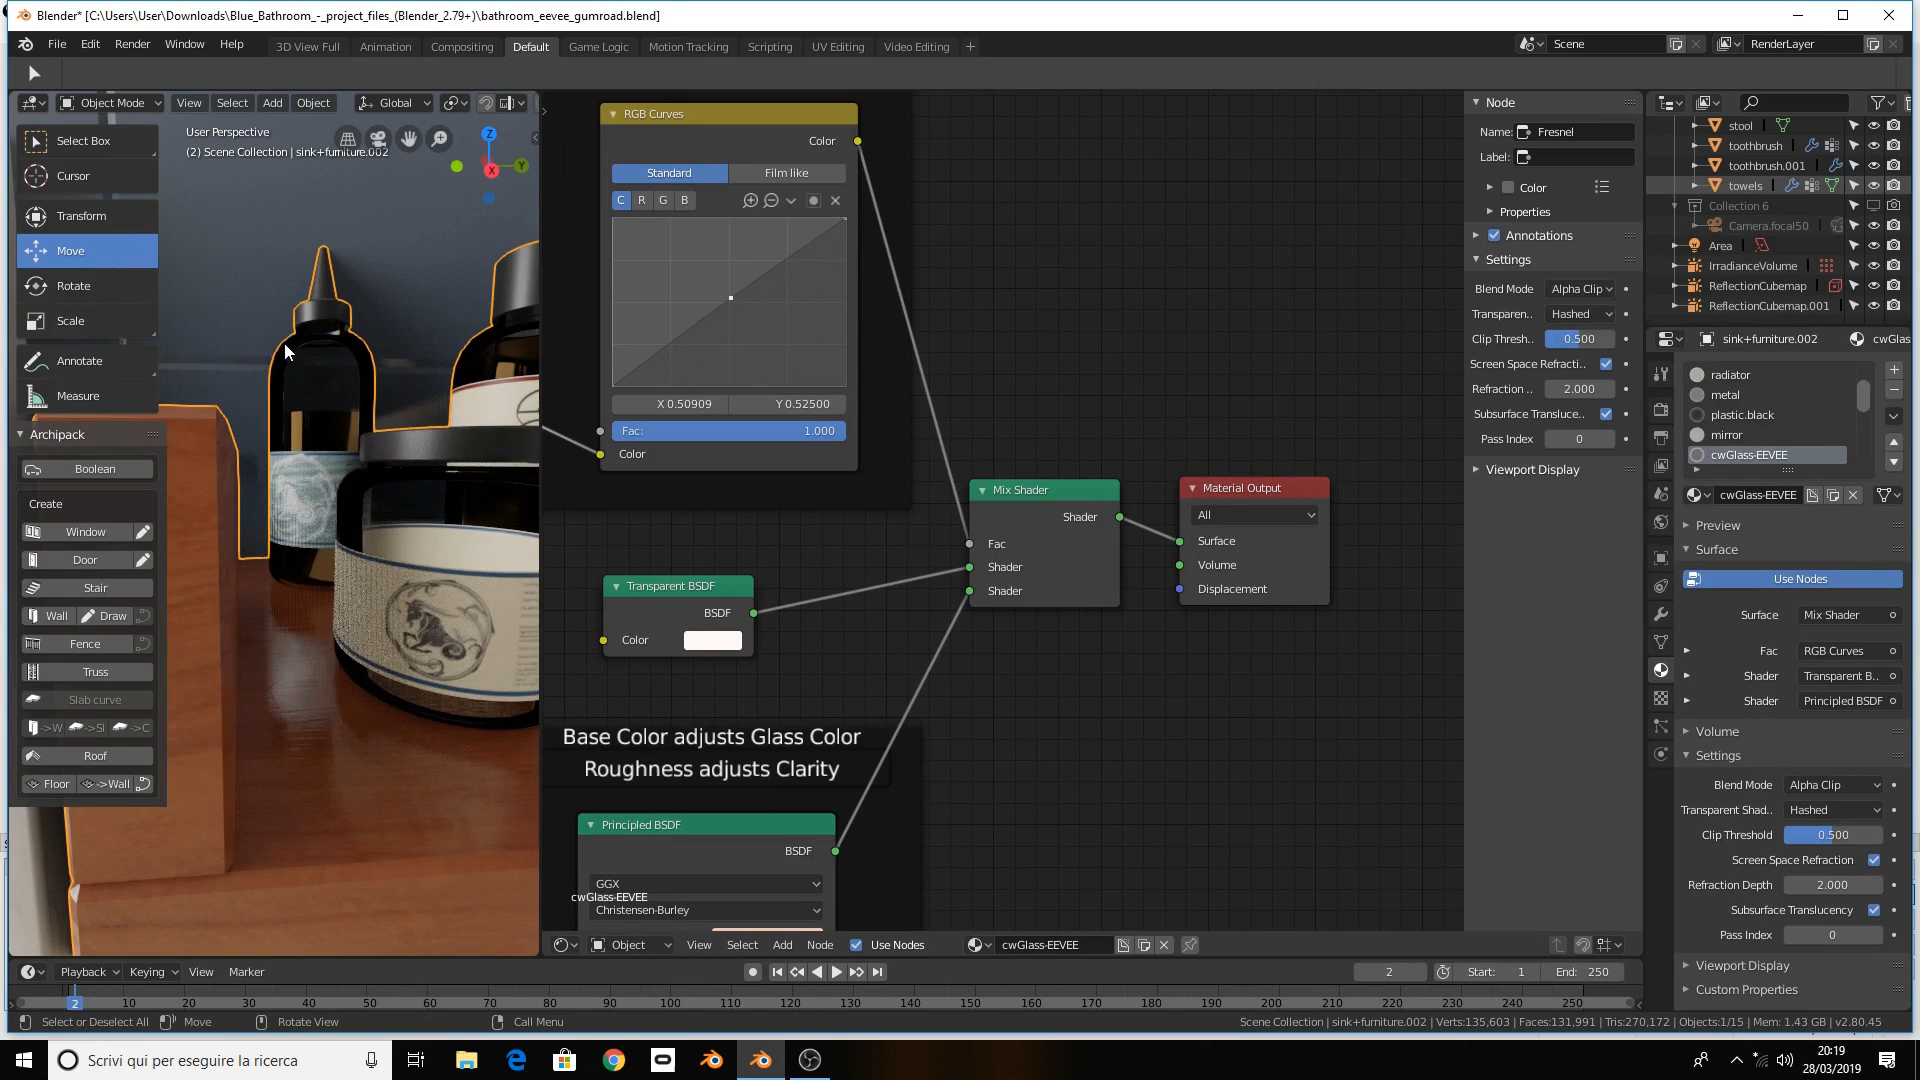 Blender* [C:\Users\User\Downloads\Blue_Bathroom_-_project_files_(Blender_2.79+)\bathroom_eevee_gumroad.blend]
File Edit Render Window Help
3D View Full Animation Compositing Default Game Logic Motion Tracking Scripting UV Editing Video Editing +
Scene
RenderLayer
Object Mode View Select Add Object Global
User Perspective
(2) Scene Collection | sink+furniture.002
Z
Y
X
Select Box
Cursor
Transform
Move
Rotate
Scale
Annotate
Measure
Archipack
Boolean
Create
Window
Door
Stair
Wall Draw
Fence
Truss
Slab curve
->W ->Sl ->C
Roof
Floor ->Wall
RGB Curves
Color
Standard Film like
C R G B
X 0.50909 Y 0.52500
Fac: 1.000
Color
Mix Shader
Shader
Fac
Shader
Shader
Material Output
All
Surface
Volume
Displacement
Transparent BSDF
BSDF
Color
Base Color adjusts Glass Color
Roughness adjusts Clarity
Principled BSDF
BSDF
GGX
cwGlass-EEVEE
Christensen-Burley
Object View Select Add Node Use Nodes cwGlass-EEVEE
Node
Name: Fresnel
Label:
Color
Properties
Annotations
Settings
Blend Mode Alpha Clip
Transparen.. Hashed
Clip Thresh.. 0.500
Screen Space Refracti..
Refraction .. 2.000
Subsurface Transluce..
Pass Index 0
Viewport Display
stool
toothbrush
toothbrush.001
towels
Collection 6
Camera.focal50
Area
IrradianceVolume
ReflectionCubemap
ReflectionCubemap.001
sink+furniture.002 cwGlas
radiator
metal
plastic.black
mirror
cwGlass-EEVEE
cwGlass-EEVEE
Preview
Surface
Use Nodes
Surface Mix Shader
Fac RGB Curves
Shader Transparent B..
Shader Principled BSDF
Volume
Settings
Blend Mode Alpha Clip
Transparent Shad.. Hashed
Clip Threshold 0.500
Screen Space Refraction
Refraction Depth 2.000
Subsurface Translucency
Pass Index 0
Viewport Display
Custom Properties
Playback Keying View Marker
2 Start: 1 End: 250
2 10 20 30 40 50 60 70 80 90 100 110 120 130 140 150 160 170 180 190 200 210 220 230 240 250
Select or Deselect All Move Rotate View Call Menu
Scene Collection | sink+furniture.002 | Verts:135,603 | Faces:131,991 | Tris:270,172 | Objects:1/15 | Mem: 1.43 GB | v2.80.45
Scrivi qui per eseguire la ricerca
20:19
28/03/2019